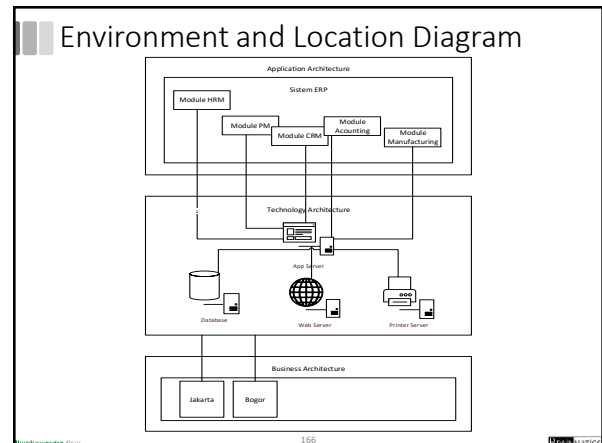 Environment and Location Diagram
Application Architecture
Sistem ERP
Module HRM
Module PM
Module CRM
Module
Acounting
Module
Manufacturing
Technology Architecture
App Server
Database
Web Server
Printer Server
Business Architecture
Jakarta
Bogor
166